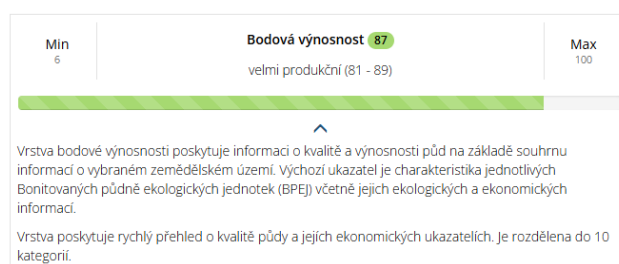 Min
6
Bodová výnosnost 87
velmi produkční (81 - 89)
Max
100
Vrstva bodové výnosnosti poskytuje informaci o kvalitě a výnosnosti půd na základě souhrnu
informací o vybraném zemědělském území. Výchozí ukazatel je charakteristika jednotlivých
Bonitovaných půdně ekologických jednotek (BPEJ) včetně jejich ekologických a ekonomických
informací.
Vrstva poskytuje rychlý přehled o kvalitě půdy a jejích ekonomických ukazatelích. Je rozdělena do 10
kategorií.